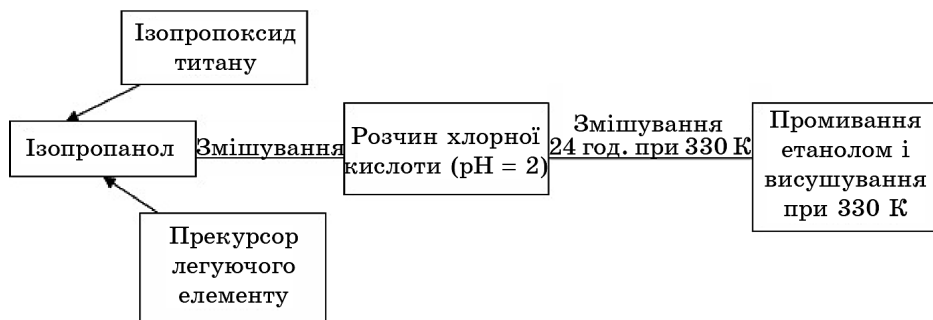 Ізопропоксид
титану
Ізопропанол
Змішування
Розчин хлорної
кислоти (pH = 2)
Змішування
24 год. при 330 К
Промивання
етанолом і
висушування
при 330 К
Прекурсор
легуючого
елементу